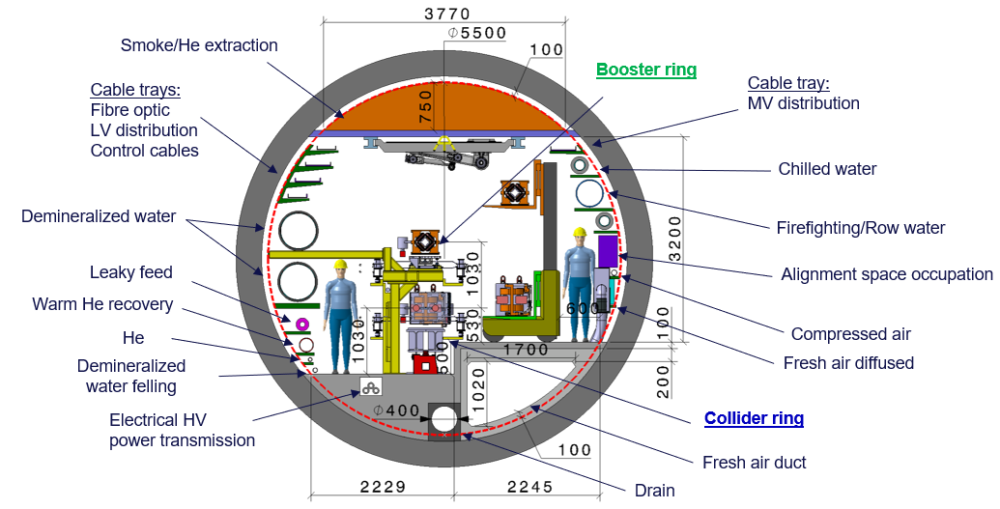 3770
⌀5500
100
Smoke/He extraction
Booster ring
Cable trays:
Fibre optic
LV distribution
Control cables
Cable tray:
MV distribution
750
Chilled water
Demineralized water
Firefighting/Row water
3200
Leaky feed
1030
Alignment space occupation
Warm He recovery
600
He
1030
530
100
Compressed air
Demineralized
water felling
500
1700
Fresh air diffused
200
1020
Electrical HV
power transmission
⌀400
Collider ring
100
Fresh air duct
2229
2245
Drain